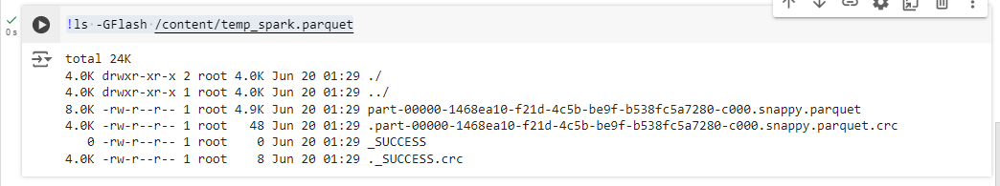 !ls -GFlash /content/temp_spark.parquet
0s
total 24K
4.0K drwxr-xr-x 2 root 4.0K Jun 20 01:29 ./
4.0K drwxr-xr-x 1 root 4.0K Jun 20 01:29 ../
8.0K -rw-r--r-- 1 root 4.9K Jun 20 01:29 part-00000-1468ea10-f21d-4c5b-be9f-b538fc5a7280-c000.snappy.parquet
4.0K -rw-r--r-- 1 root   48 Jun 20 01:29 .part-00000-1468ea10-f21d-4c5b-be9f-b538fc5a7280-c000.snappy.parquet.crc
   0 -rw-r--r-- 1 root    0 Jun 20 01:29 _SUCCESS
4.0K -rw-r--r-- 1 root    8 Jun 20 01:29 ._SUCCESS.crc